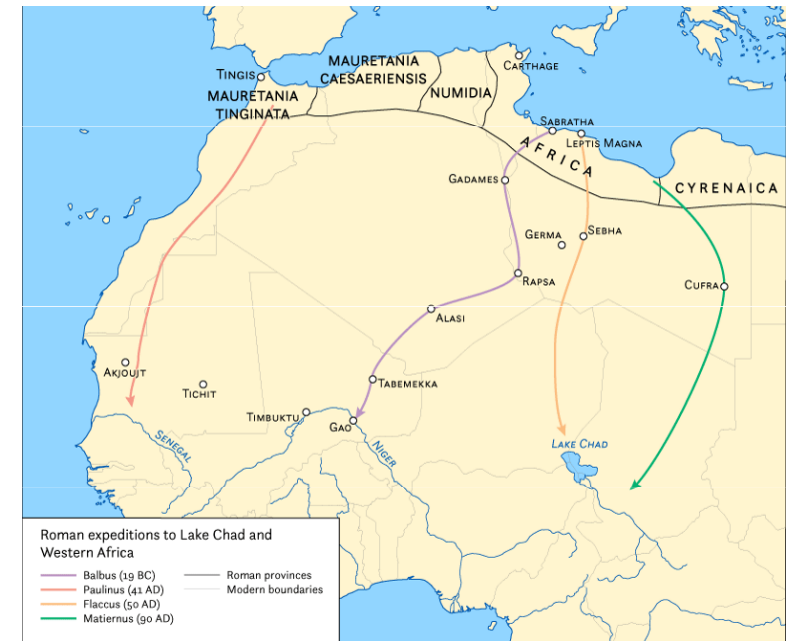 TINGIS
MAURETANIA
CAESAERIENSIS
CARTHAGE
MAURETANIA
TINGINATA
NUMIDIA
SABRATHA
LEPTIS MAGNA
AFRICA
GADAMES
CYRENAICA
GERMA
SEBHA
RAPSA
CUFRA
ALASI
AKJOUJT
TICHIT
TABEMEKKA
TIMBUKTU
GAO
SENEGAL
NIGER
LAKE CHAD
Roman expeditions to Lake Chad and
Western Africa
Balbus (19 BC)
Paulinus (41 AD)
Flaccus (50 AD)
Matiernus (90 AD)
Roman provinces
Modern boundaries